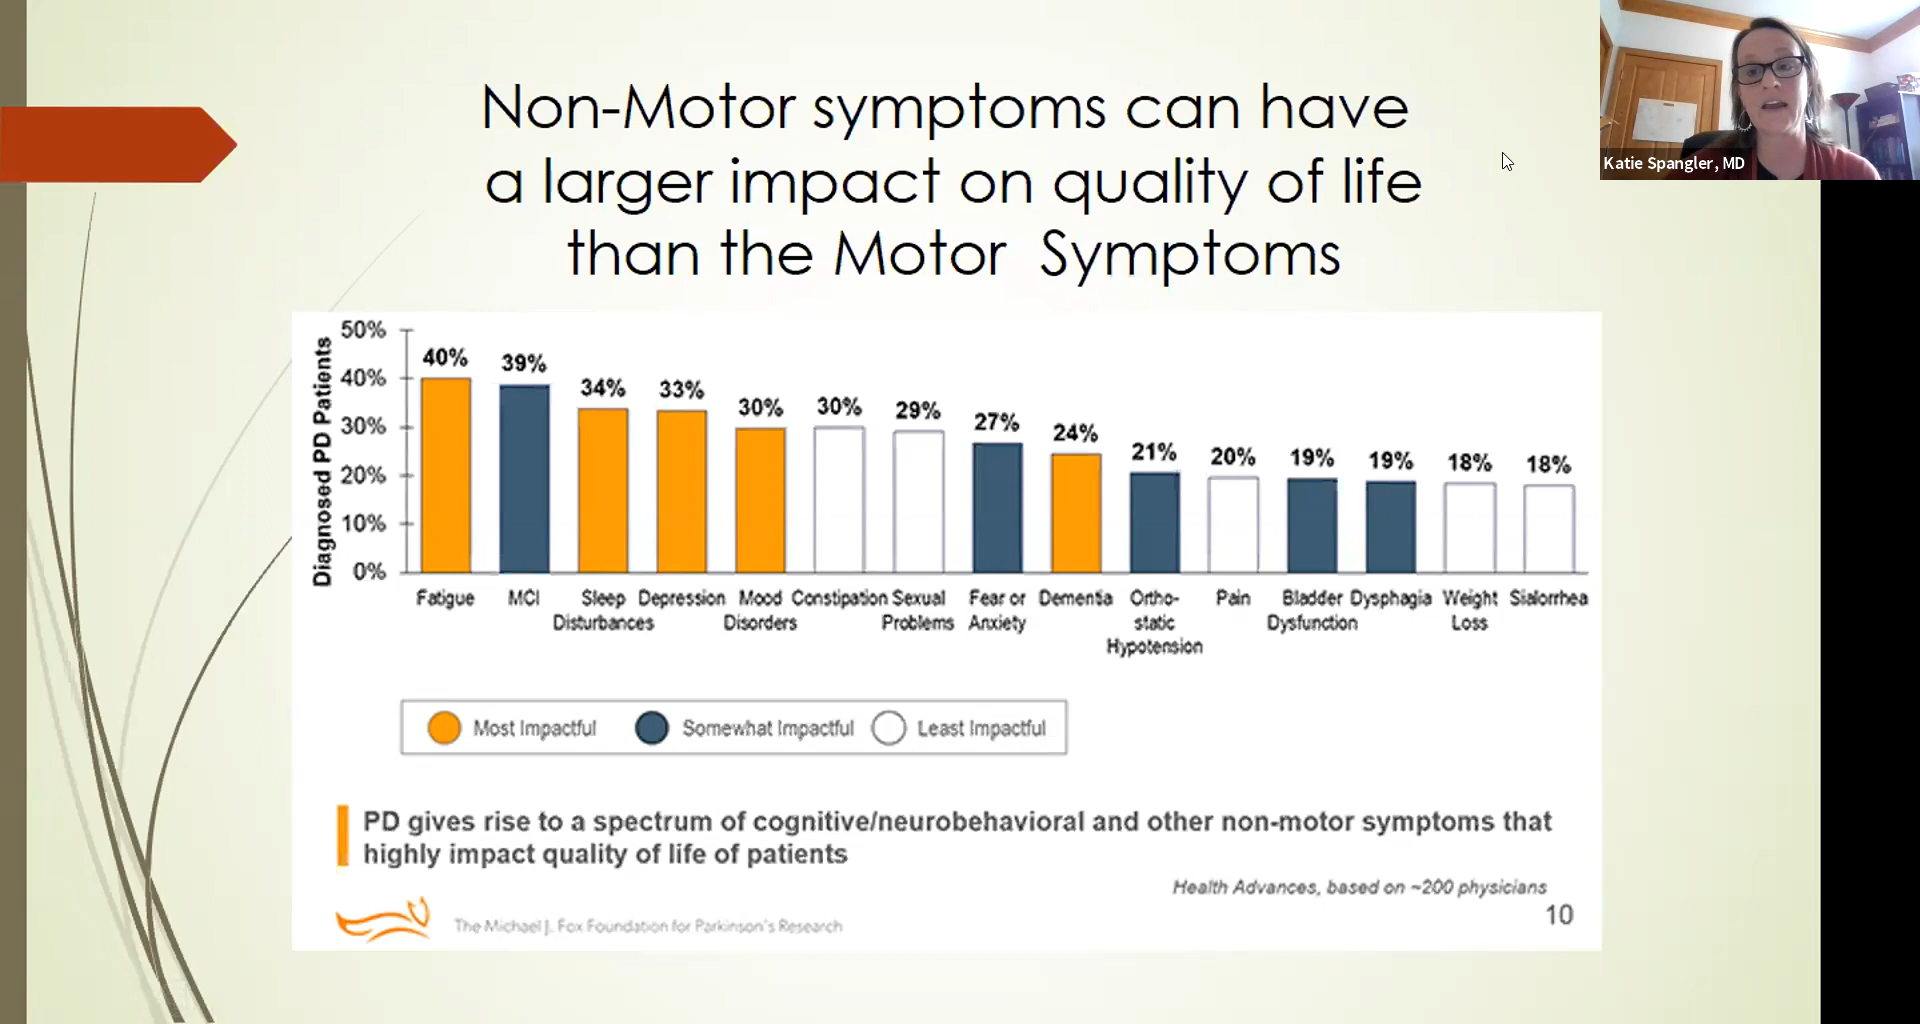 Non-Motor symptoms can have
a larger impact on quality of life
than the Motor Symptoms
Katie Spangler, MD
Diagnosed PD Patients
50%
40%
30%
20%
10%
0%
40%
39%
34%
33%
30%
30%
29%
27%
24%
21%
20%
19%
19%
18%
18%
Fatigue
MCI
Sleep
Disturbances
Depression
Mood
Disorders
Constipation
Sexual
Problems
Fear or
Anxiety
Dementia
Ortho-
static
Hypotension
Pain
Bladder
Dysfunction
Dysphagia
Weight
Loss
Sialorrhea
Most Impactful
Somewhat Impactful
Least Impactful
PD gives rise to a spectrum of cognitive/neurobehavioral and other non-motor symptoms that
highly impact quality of life of patients
Health Advances, based on ~200 physicians
10
The Michael J. Fox Foundation for Parkinson's Research